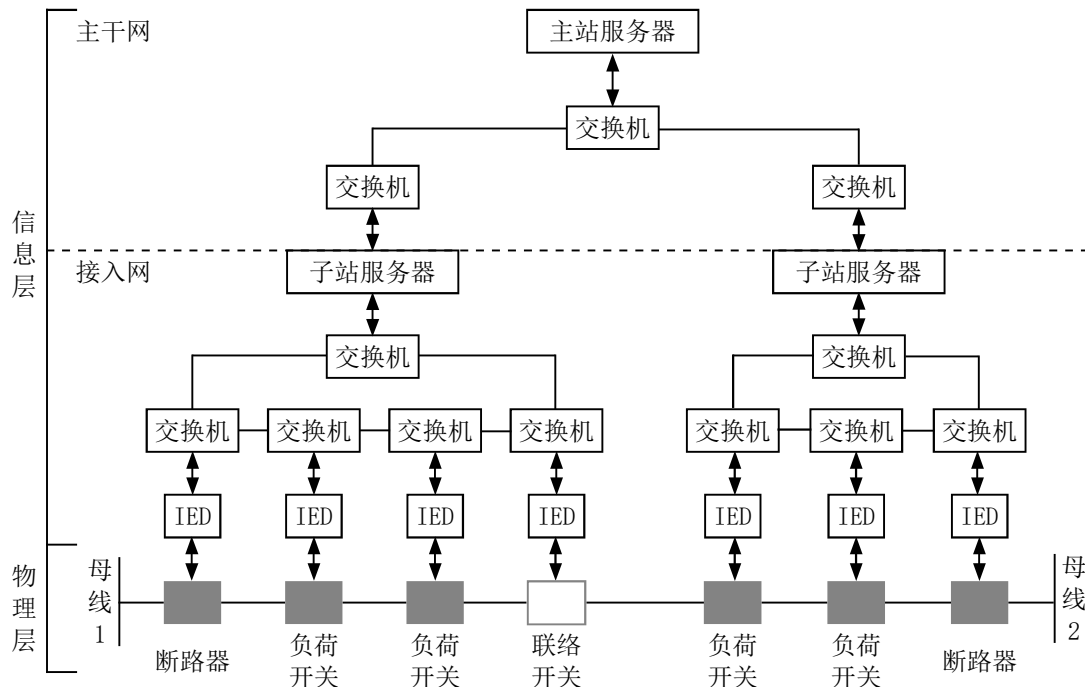 主干网
主站服务器
交换机
交换机
交换机
信息层
接入网
子站服务器
子站服务器
交换机
交换机
交换机
交换机
交换机
交换机
交换机
交换机
交换机
IED
IED
IED
IED
IED
IED
IED
物理层
母线1
母线2
断路器
负荷
开关
负荷
开关
联络
开关
负荷
开关
负荷
开关
断路器